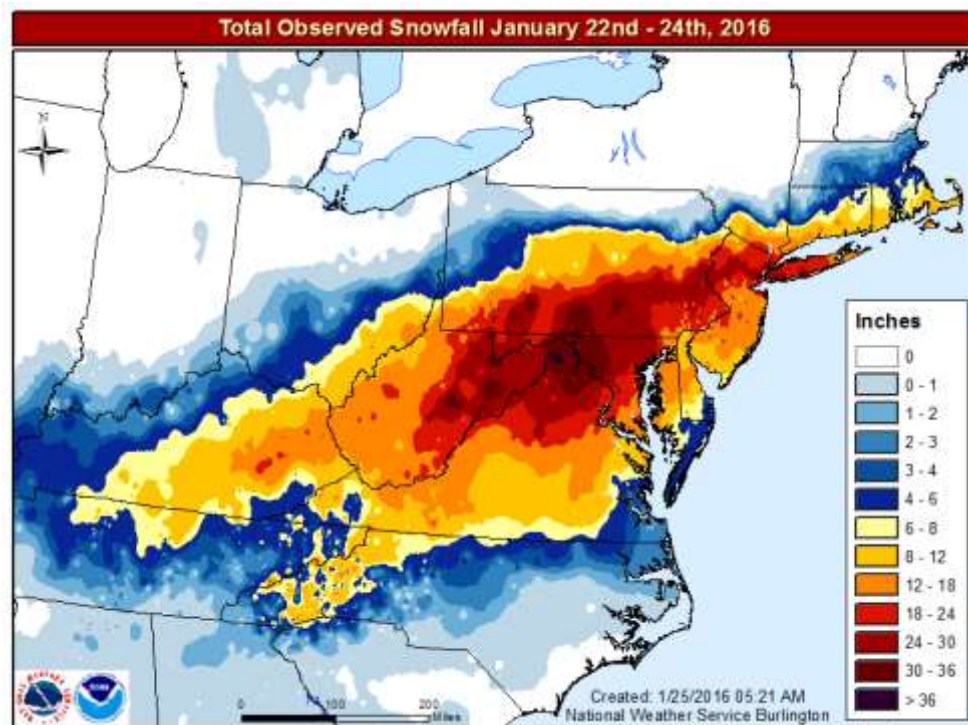 Total Observed Snowfall January 22nd - 24th, 2016
N
Inches
0
0 - 1
1 - 2
2 - 3
3 - 4
4 - 6
6 - 8
8 - 12
12 - 18
18 - 24
24 - 30
30 - 36
> 36
0
100
200
Miles
Created: 1/25/2016 05:21 AM
National Weather Service Burlington